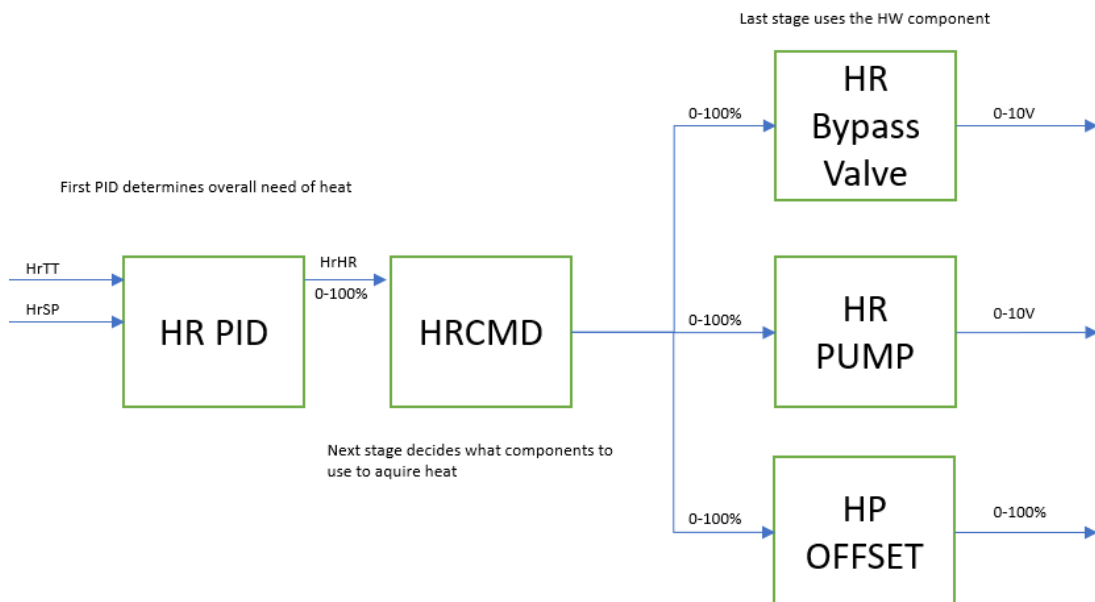 Last stage uses the HW component
HR
Bypass
Valve
0-100%
0-10V
First PID determines overall need of heat
HrTT
HrSP
HR PID
HrHR
0-100%
HRCMD
0-100%
HR
PUMP
0-10V
Next stage decides what components to
use to aquire heat
0-100%
HP
OFFSET
0-100%